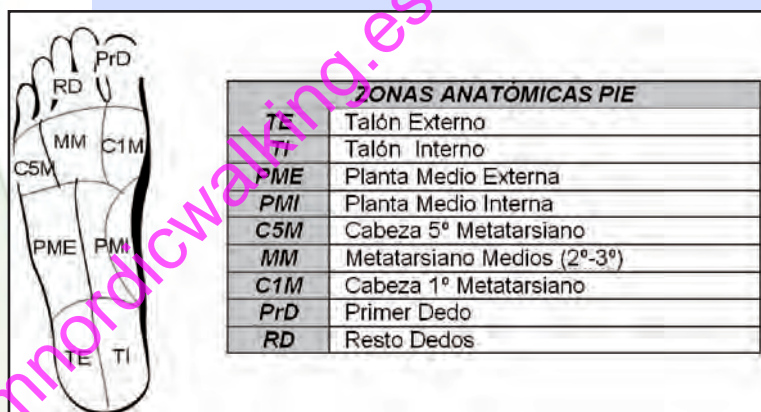 PrD
RD
MM
C1M
C5M
PME
PMI
TE
TI
ZONAS ANATÓMICAS PIE
TE Talón Externo
TI Talón Interno
PME Planta Medio Externa
PMI Planta Medio Interna
C5M Cabeza 5º Metatarsiano
MM Metatarsiano Medios (2º-3º)
C1M Cabeza 1º Metatarsiano
PrD Primer Dedo
RD Resto Dedos
mnordicwalking.es